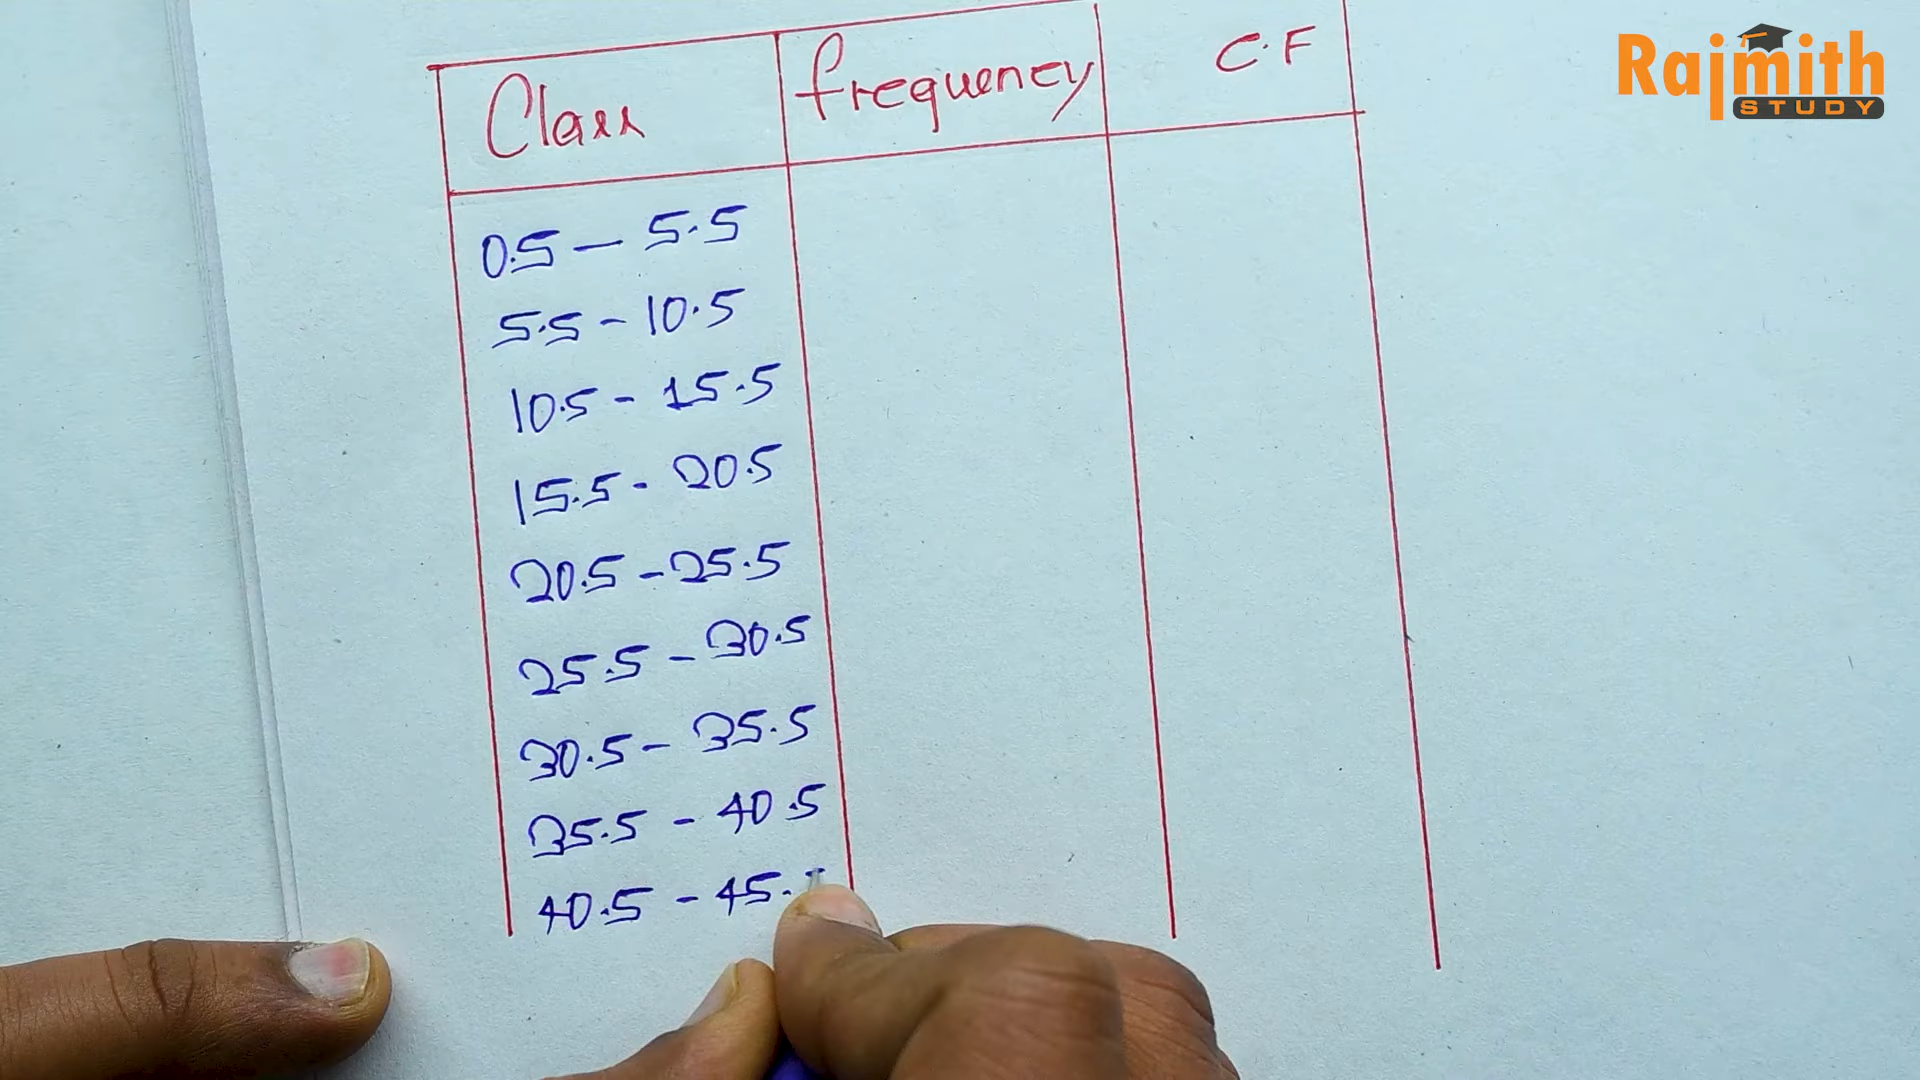 Class frequency C.F
0.5 - 5.5
5.5 - 10.5
10.5 - 15.5
15.5 - 20.5
20.5 - 25.5
25.5 - 30.5
30.5 - 35.5
35.5 - 40.5
40.5 - 45.
Rajmith
STUDY